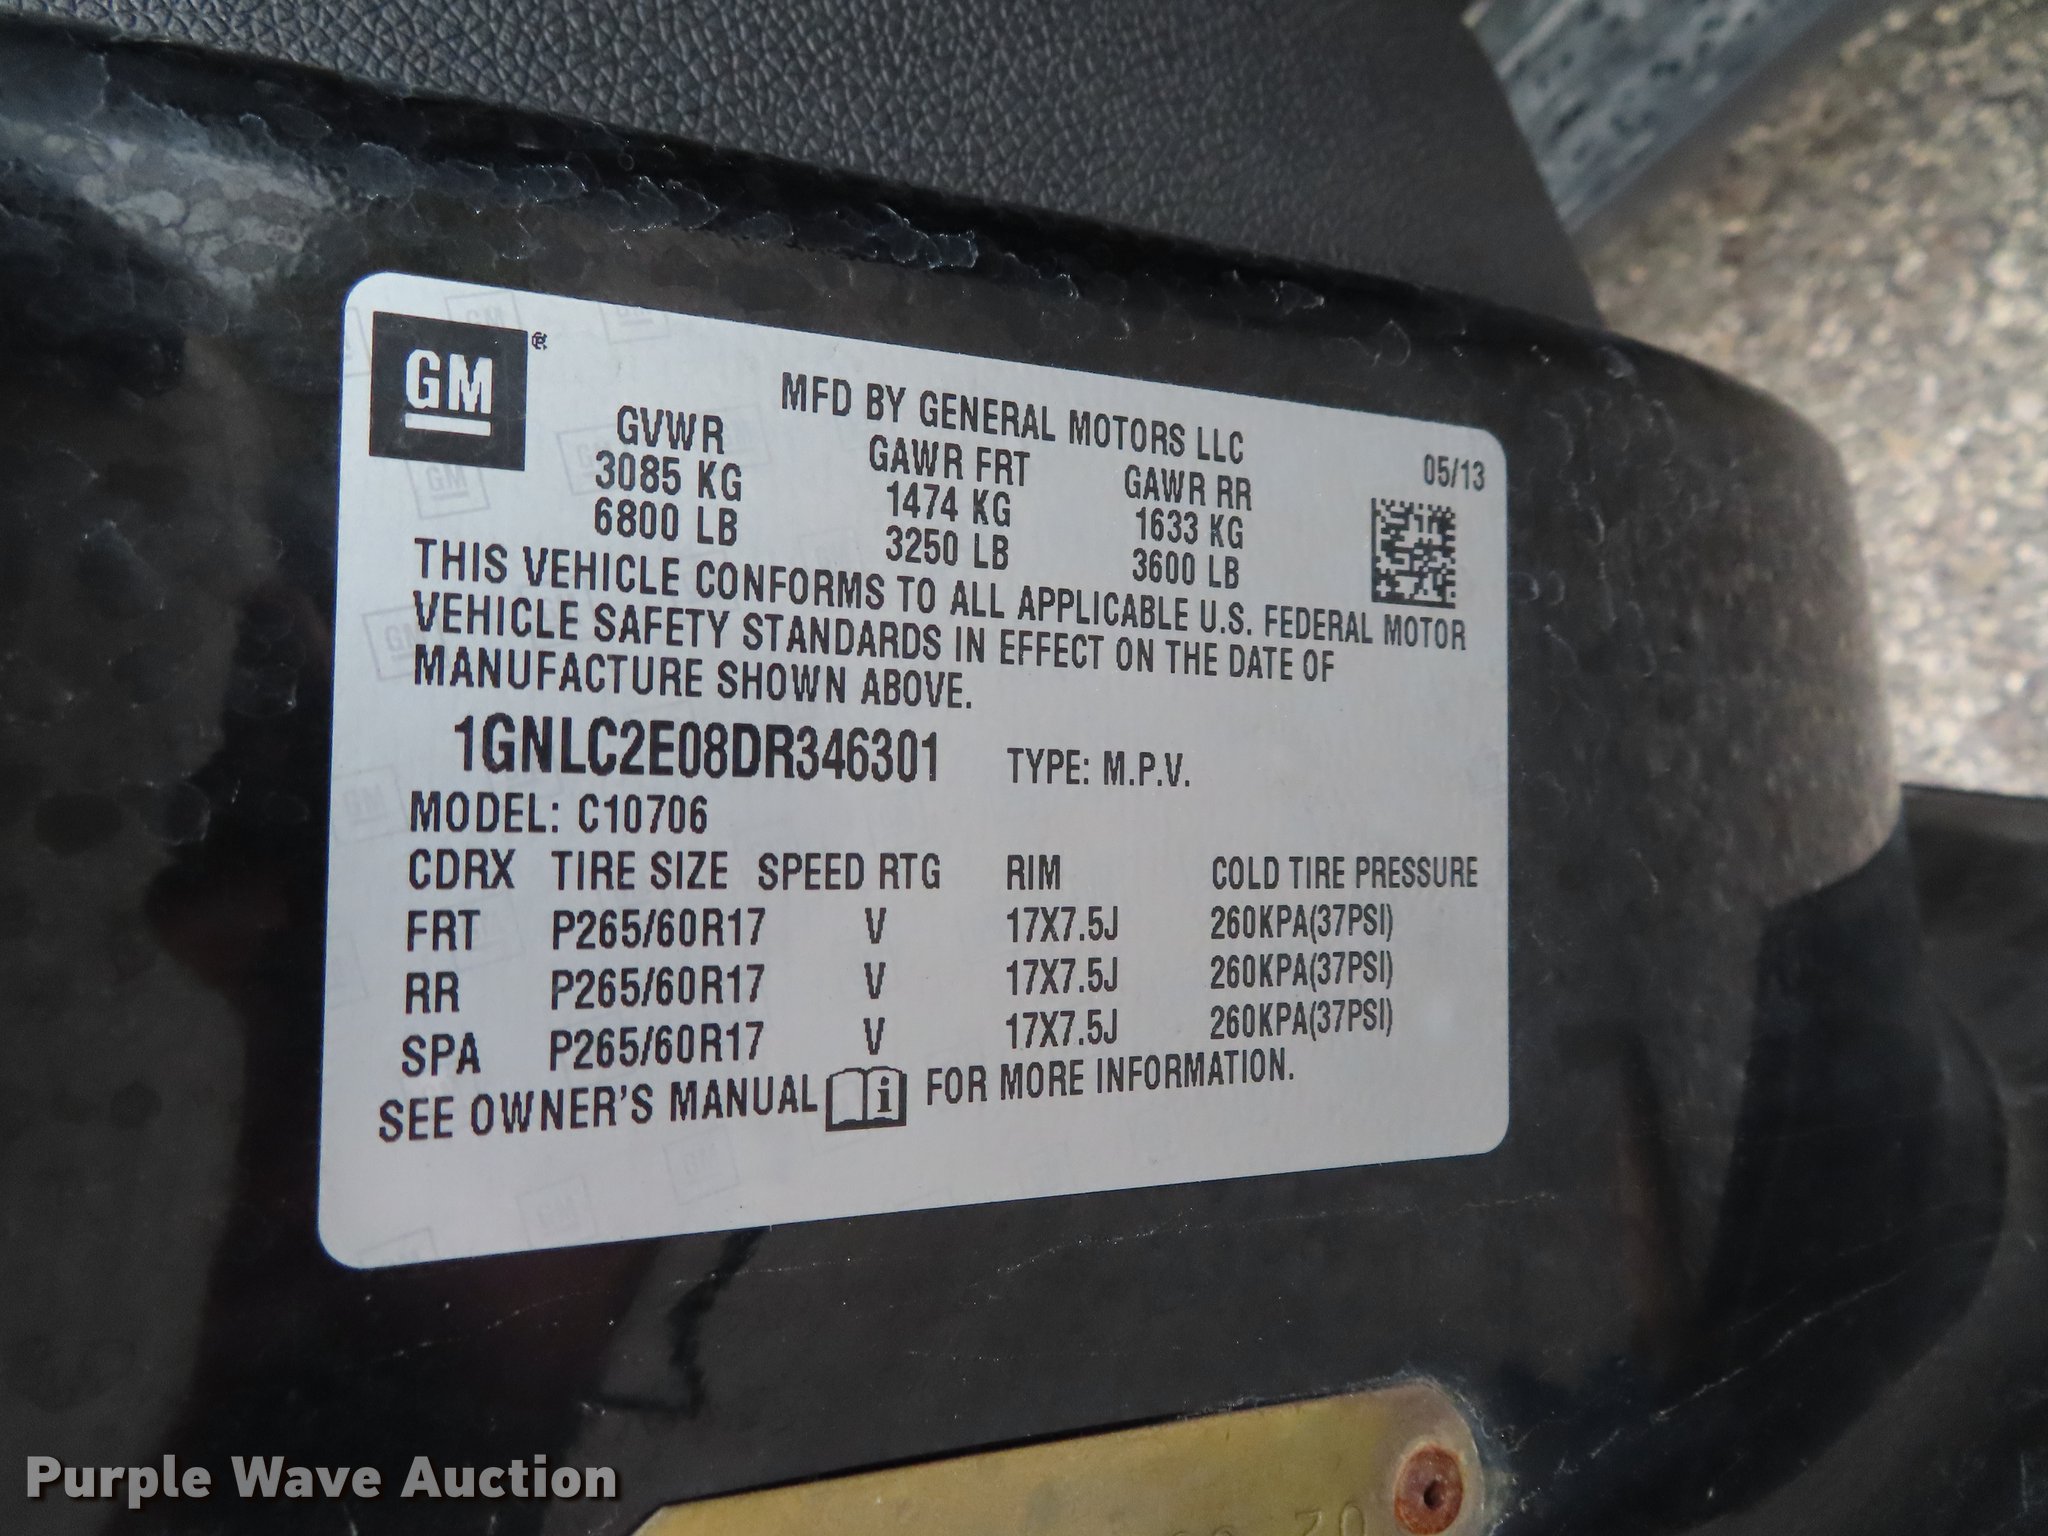 GM
MFD BY GENERAL MOTORS LLC
GVWR GAWR FRT GAWR RR 05/13
3085 KG 1474 KG 1633 KG
6800 LB 3250 LB 3600 LB
THIS VEHICLE CONFORMS TO ALL APPLICABLE U.S. FEDERAL MOTOR
VEHICLE SAFETY STANDARDS IN EFFECT ON THE DATE OF
MANUFACTURE SHOWN ABOVE.
1GNLC2E08DR346301 TYPE: M.P.V.
MODEL: C10706
CDRX TIRE SIZE SPEED RTG RIM COLD TIRE PRESSURE
FRT P265/60R17 V 17X7.5J 260KPA(37PSI)
RR P265/60R17 V 17X7.5J 260KPA(37PSI)
SPA P265/60R17 V 17X7.5J 260KPA(37PSI)
SEE OWNER'S MANUAL i FOR MORE INFORMATION.
Purple Wave Auction